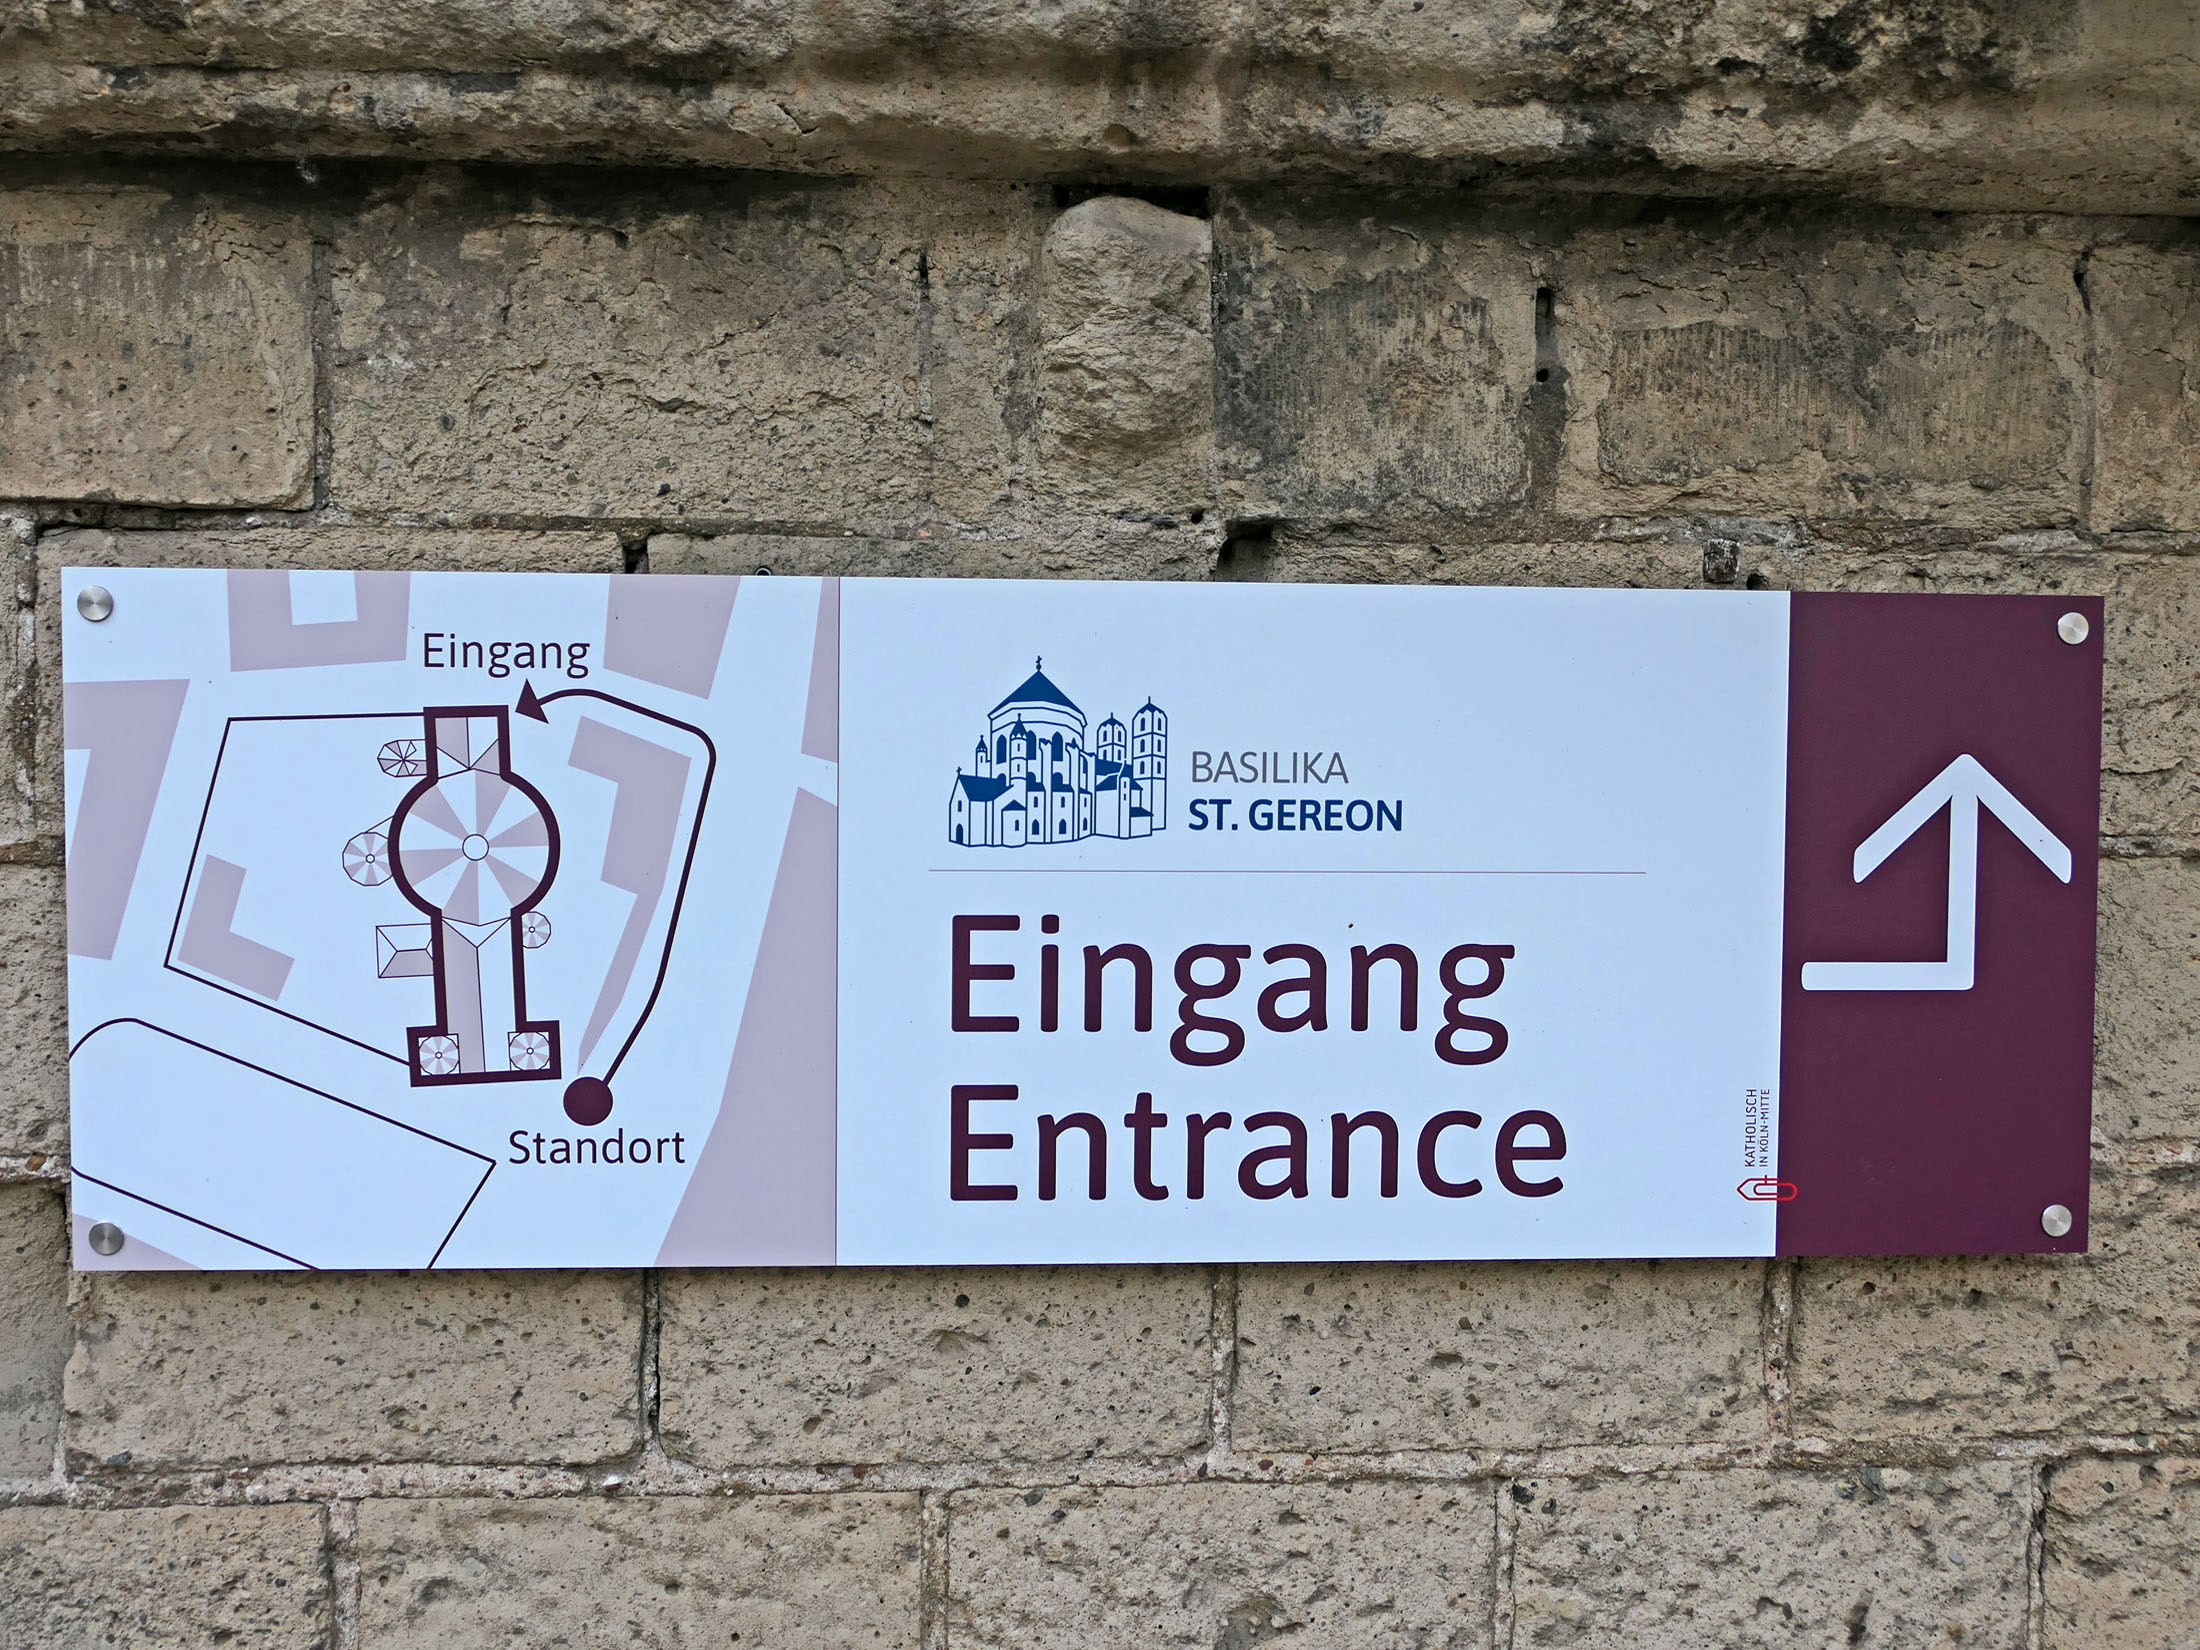 Eingang
Standort
BASILIKA
ST. GEREON
Eingang
Entrance
KATHOLISCH
IN KÖLN-MITTE